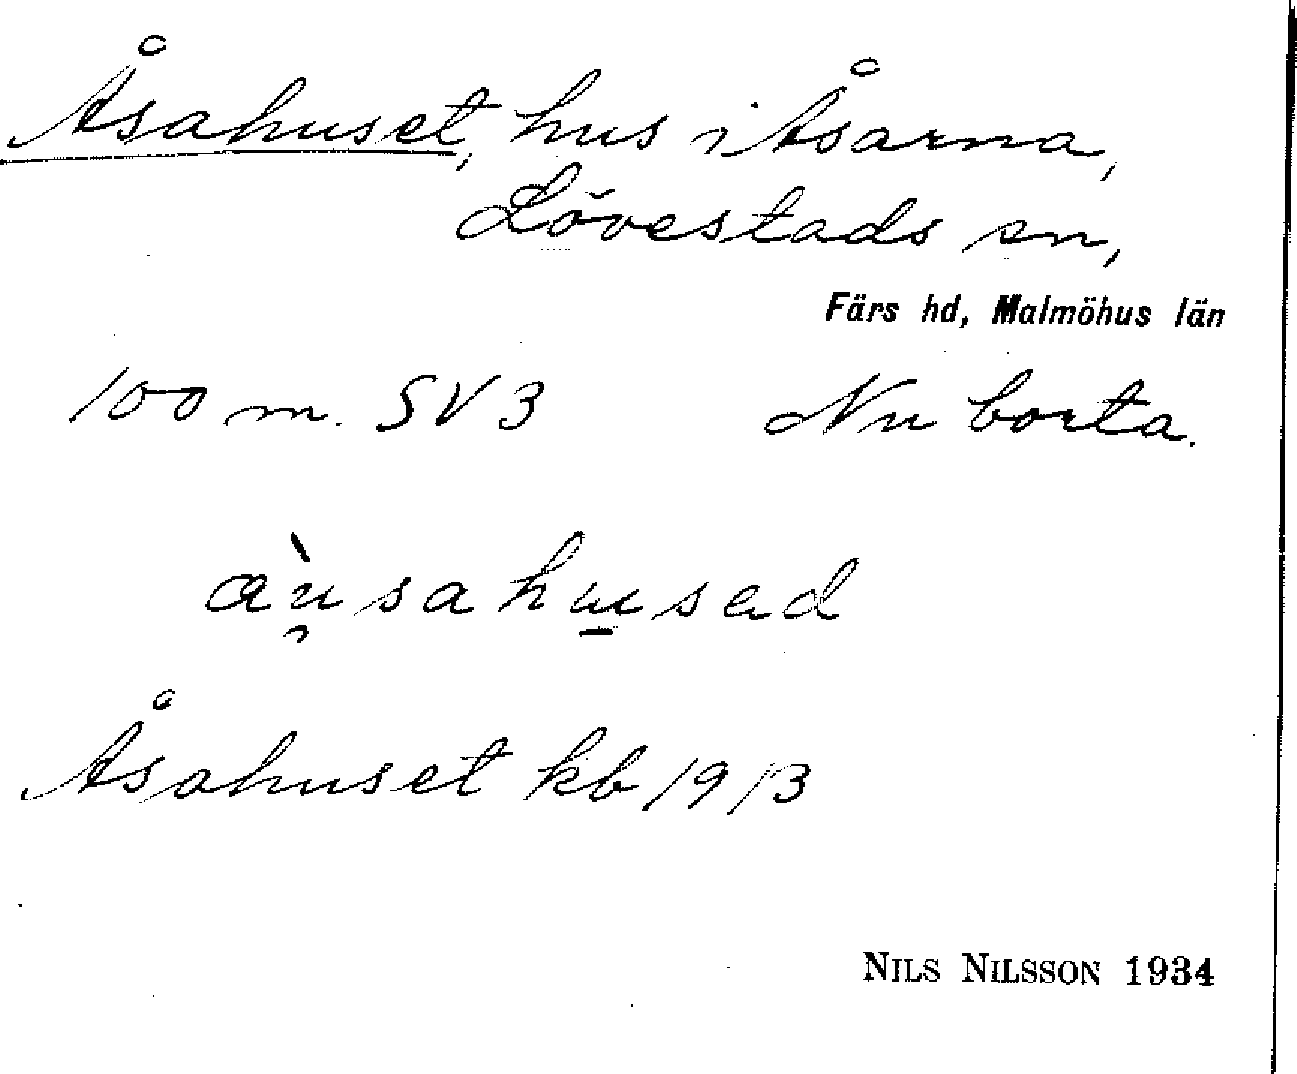 Åsahuset, hus i Åsarna,
Lövestads sn,
Färs hd, Malmöhus län
100 m. SV 3 Nu borta.
Åsahuset kb 1913
NILS NILSSON 1934